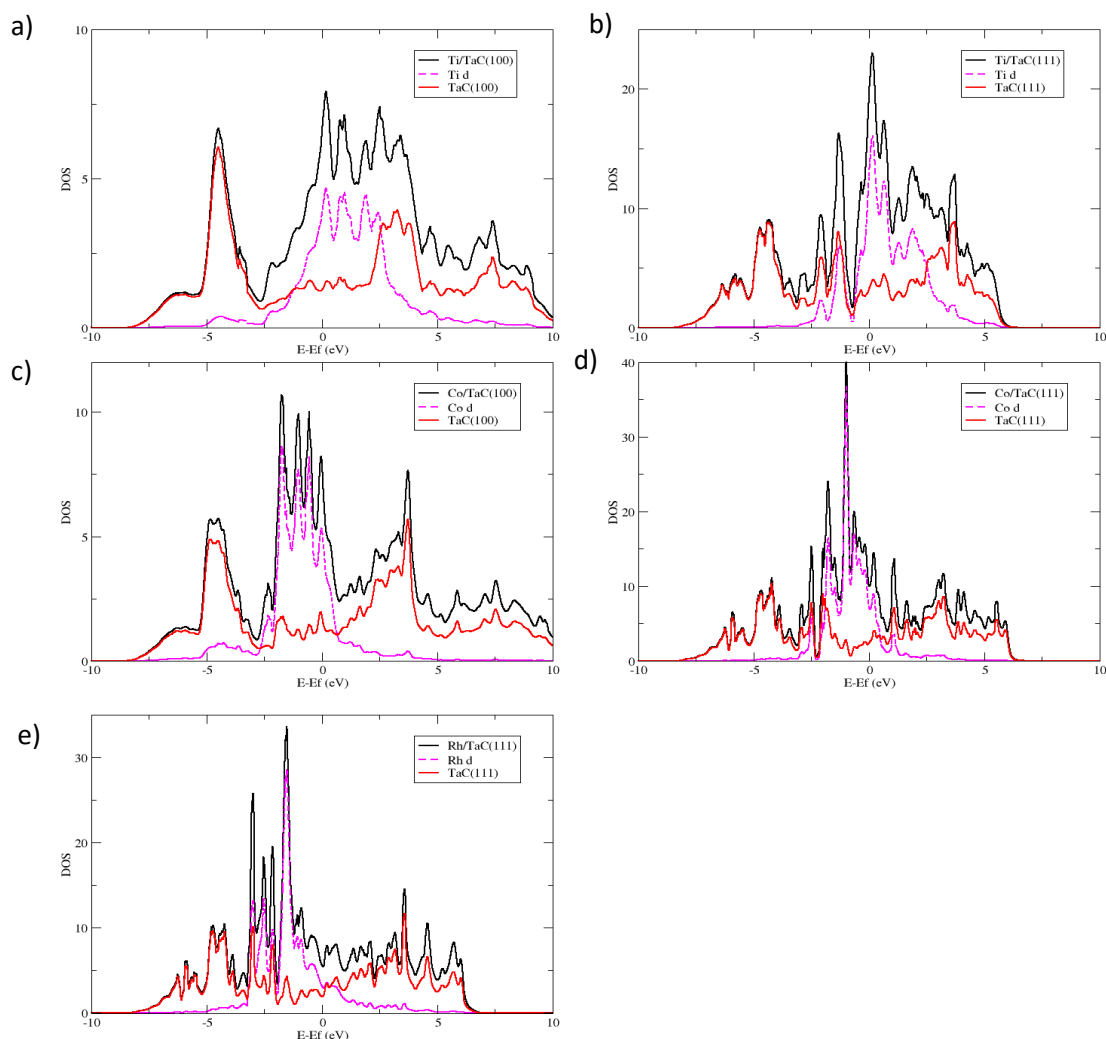 a)
10
5
0
DOS
Ti/TaC(100)
Ti d
TaC(100)
-10 -5 0 5 10
E-Ef (eV)
b)
20
10
0
DOS
Ti/TaC(111)
Ti d
TaC(111)
-10 -5 0 5 10
E-Ef (eV)
c)
10
5
0
DOS
Co/TaC(100)
Co d
TaC(100)
-10 -5 0 5 10
E-Ef (eV)
d)
40
30
20
10
0
DOS
Co/TaC(111)
Co d
TaC(111)
-10 -5 0 5 10
E-Ef (eV)
e)
30
20
10
0
DOS
Rh/TaC(111)
Rh d
TaC(111)
-10 -5 0 5 10
E-Ef (eV)